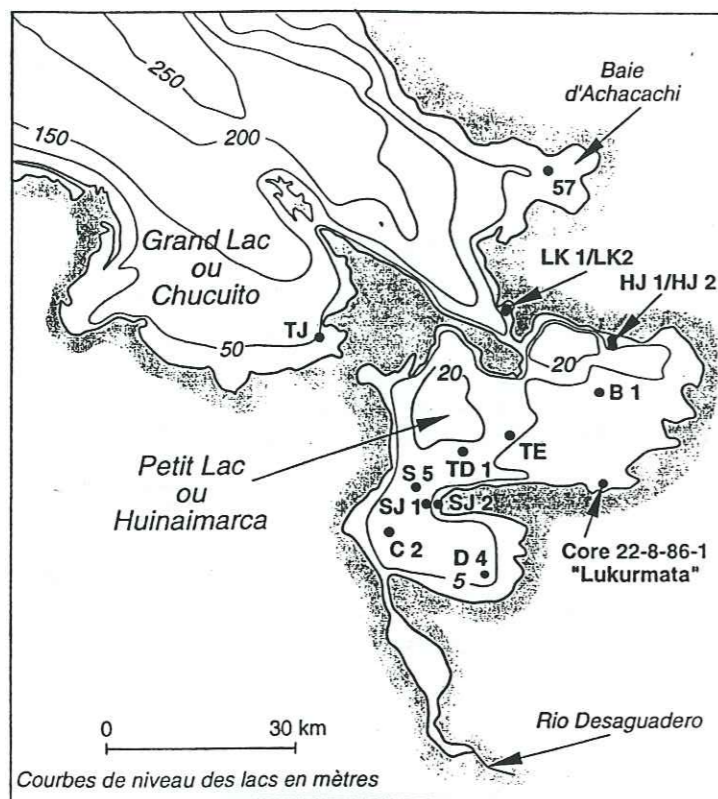 250
150
200
Baie
d'Achacachi
57
Grand Lac
ou
Chucuito
LK 1/LK2
HJ 1/HJ 2
TJ
50
20
20
B 1
Petit Lac
ou
Huinaimarca
TE
TD 1
S 5
SJ 1
SJ 2
C 2
D 4
5
Core 22-8-86-1
"Lukurmata"
0
30 km
Rio Desaguadero
Courbes de niveau des lacs en mètres